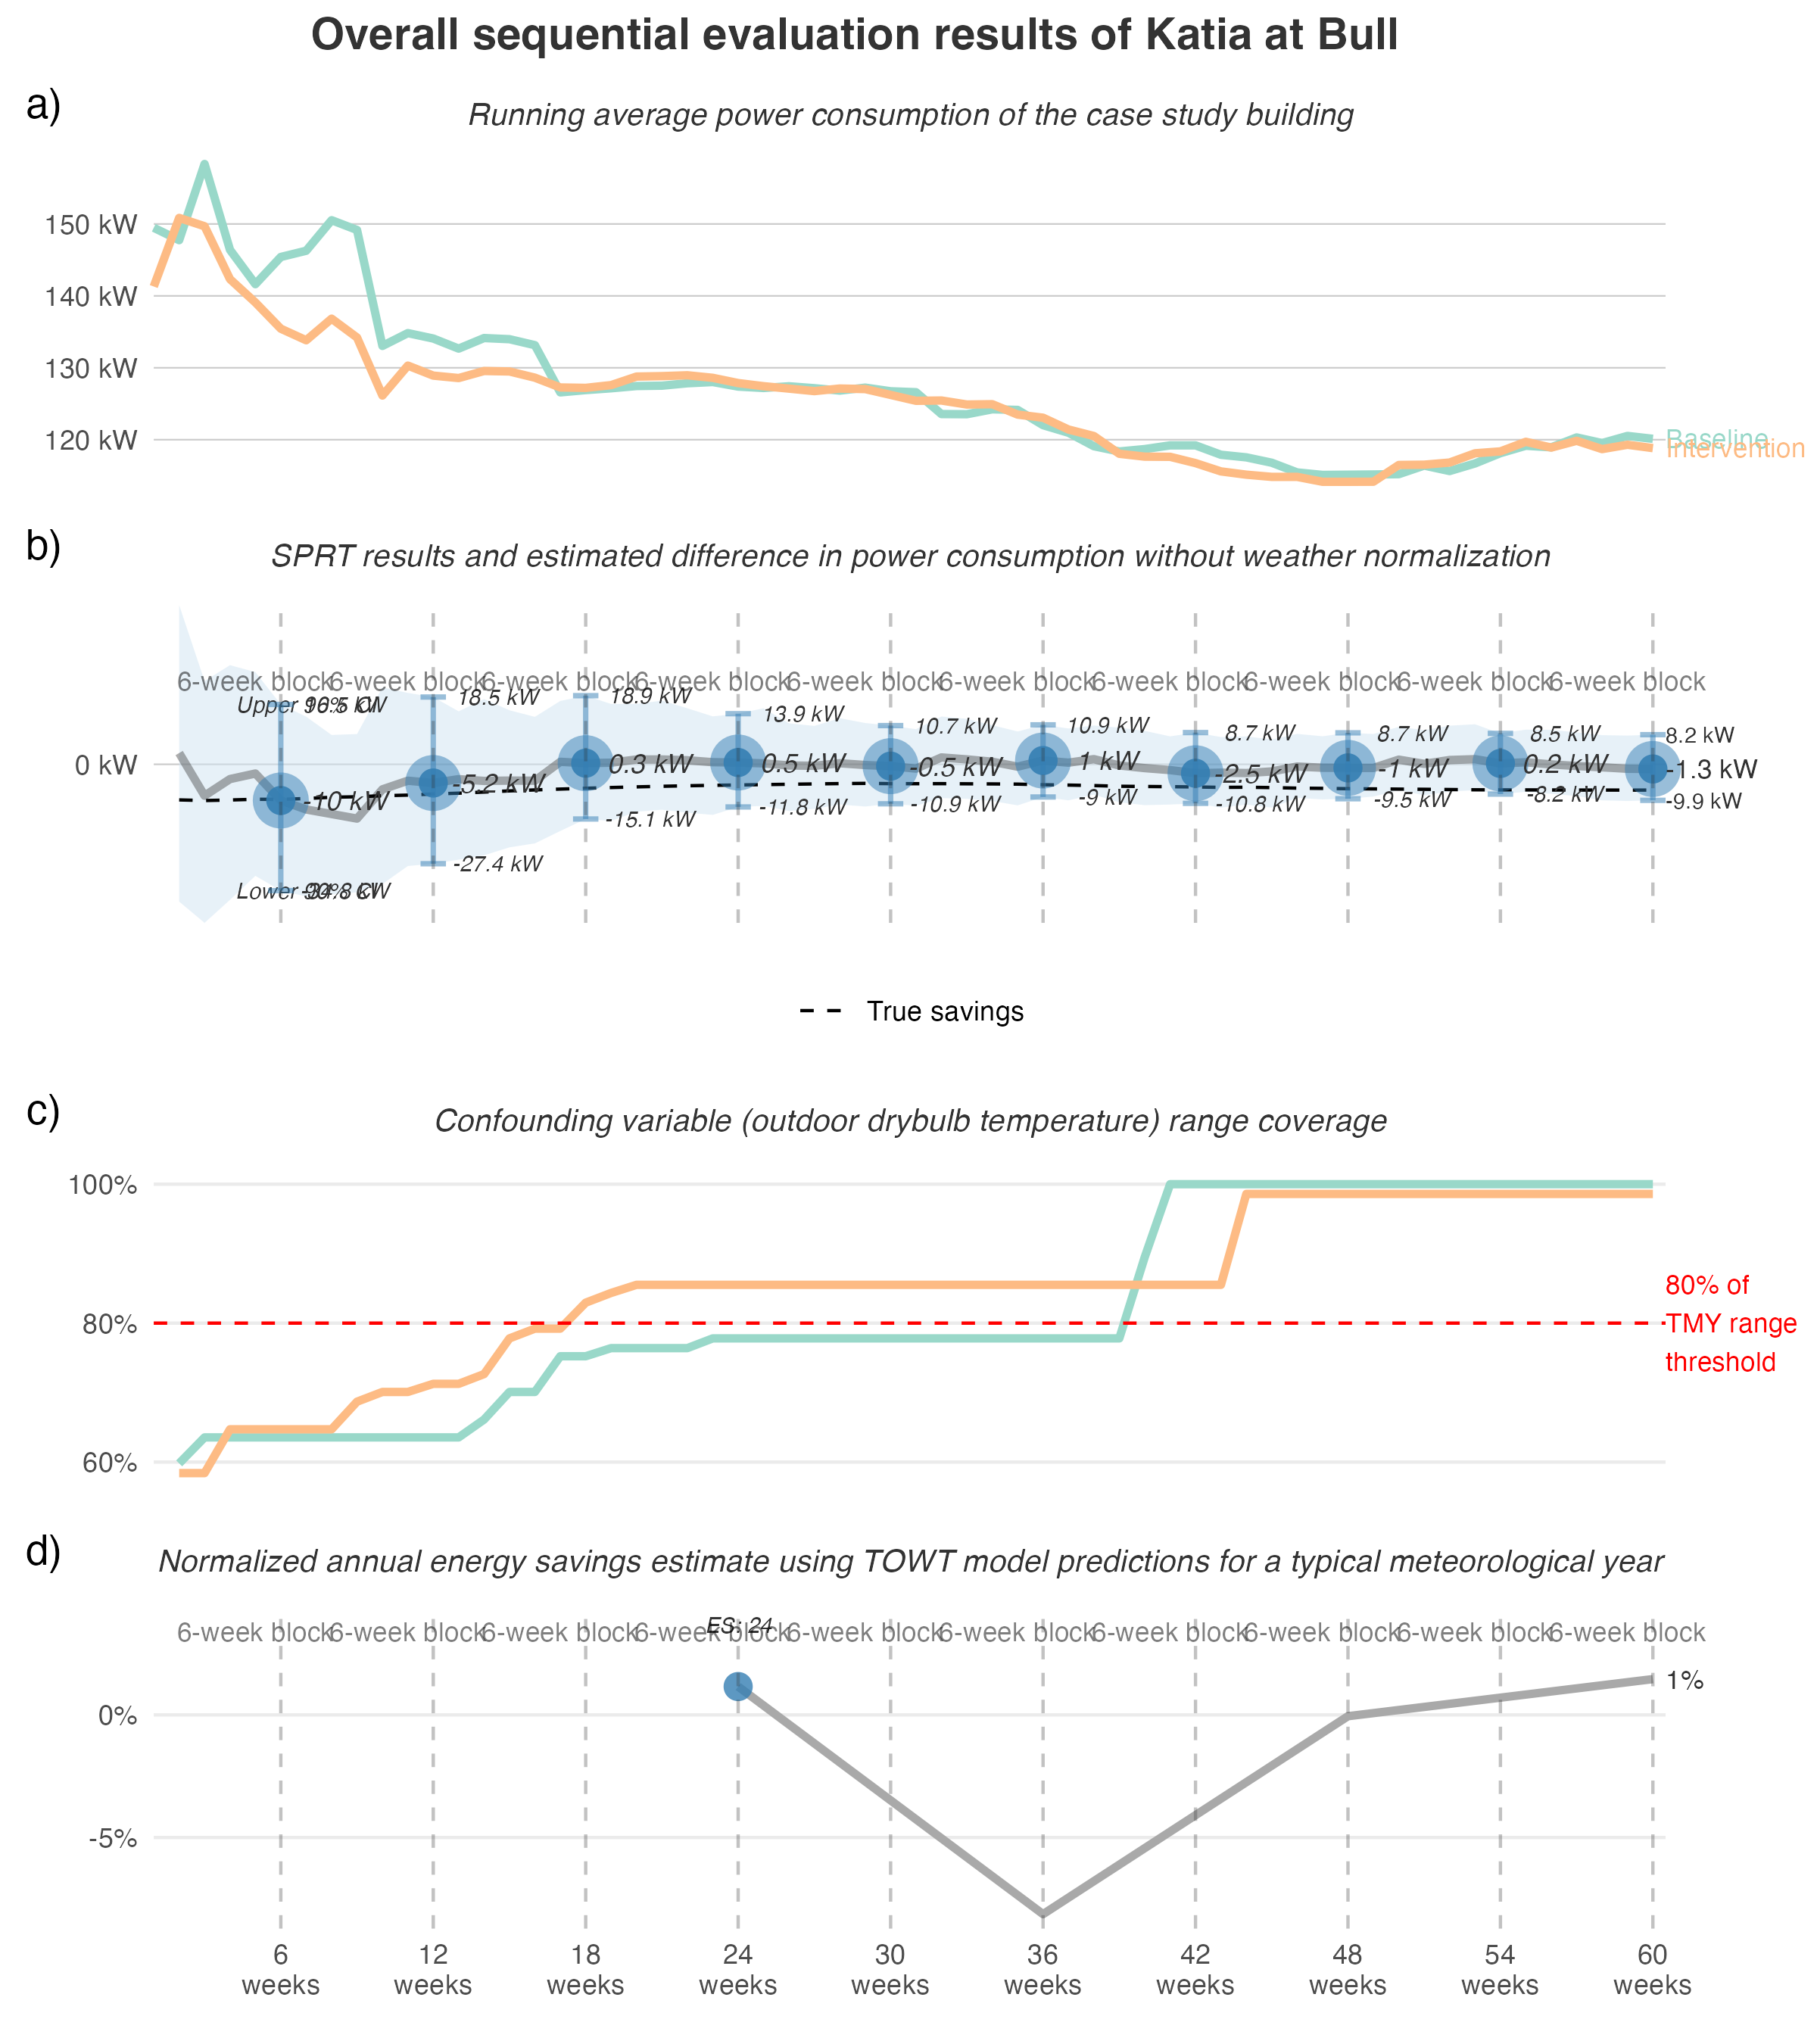 Overall sequential evaluation results of Katia at Bull
a)
Running average power consumption of the case study building
150 kW
140 kW
130 kW
120 kW
Baseline
Intervention
b)
SPRT results and estimated difference in power consumption without weather normalization
6-week block 6-week block 6-week block 6-week block 6-week block 6-week block 6-week block 6-week block 6-week block 6-week block
Upper 90% CI 16.5 kW 18.5 kW 18.9 kW 13.9 kW 10.7 kW 10.9 kW 8.7 kW 8.7 kW 8.5 kW 8.2 kW
0 kW
-10 kW -5.2 kW 0.3 kW 0.5 kW -0.5 kW 1 kW -2.5 kW -1 kW 0.2 kW -1.3 kW
Lower 90% CI -34.8 kW -27.4 kW -15.1 kW -11.8 kW -10.9 kW -9 kW -10.8 kW -9.5 kW -8.2 kW -9.9 kW
True savings
c)
Confounding variable (outdoor drybulb temperature) range coverage
100%
80%
60%
80% of
TMY range
threshold
d)
Normalized annual energy savings estimate using TOWT model predictions for a typical meteorological year
ES: 24
6-week block 6-week block 6-week block 6-week block 6-week block 6-week block 6-week block 6-week block 6-week block 6-week block
1%
0%
-5%
6 12 18 24 30 36 42 48 54 60
weeks weeks weeks weeks weeks weeks weeks weeks weeks weeks